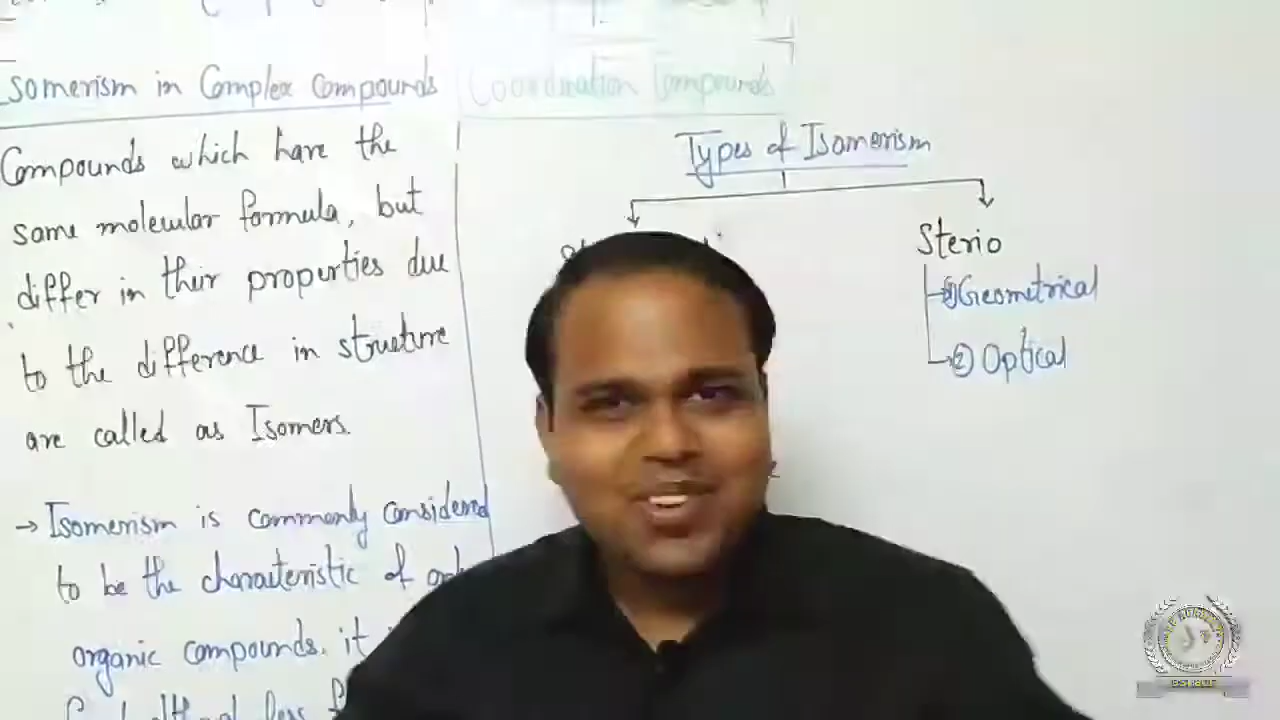 Isomerism in Complex Compounds
Coordination Compounds
Compounds which have the
same molecular formula, but
differ in their properties due
to the difference in structure
are called as Isomers.
→ Isomerism is commonly considered
to be the characteristic of
organic compounds. it
Types of Isomerism
Sterio
① Geometrical
② Optical